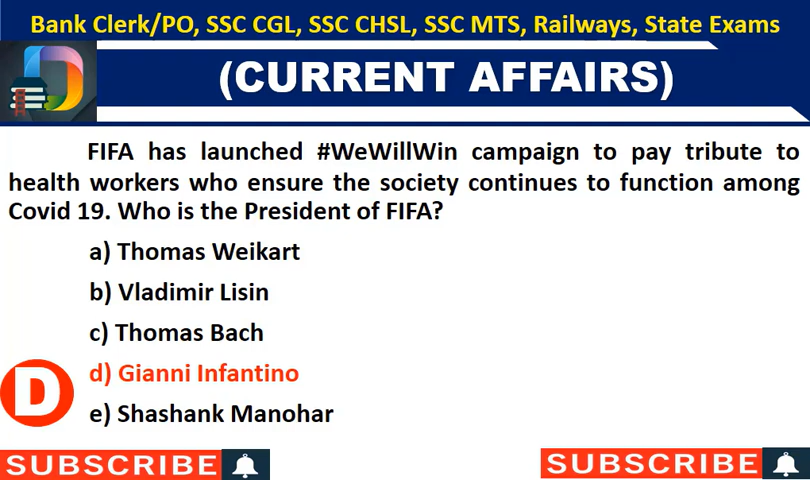 Bank Clerk/PO, SSC CGL, SSC CHSL, SSC MTS, Railways, State Exams
(CURRENT AFFAIRS)
FIFA has launched #WeWillWin campaign to pay tribute to
health workers who ensure the society continues to function among
Covid 19. Who is the President of FIFA?
a) Thomas Weikart
b) Vladimir Lisin
c) Thomas Bach
d) Gianni Infantino
D
e) Shashank Manohar
SUBSCRIBE
SUBSCRIBE